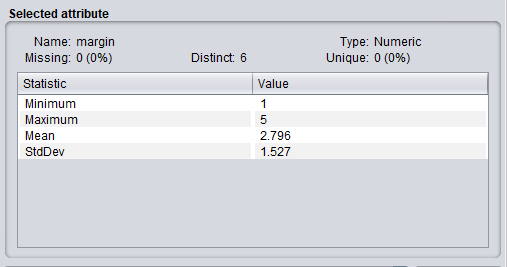 Selected attribute
Name: margin Type: Numeric
Missing: 0 (0%) Distinct: 6 Unique: 0 (0%)
Statistic Value
Minimum 1
Maximum 5
Mean 2.796
StdDev 1.527